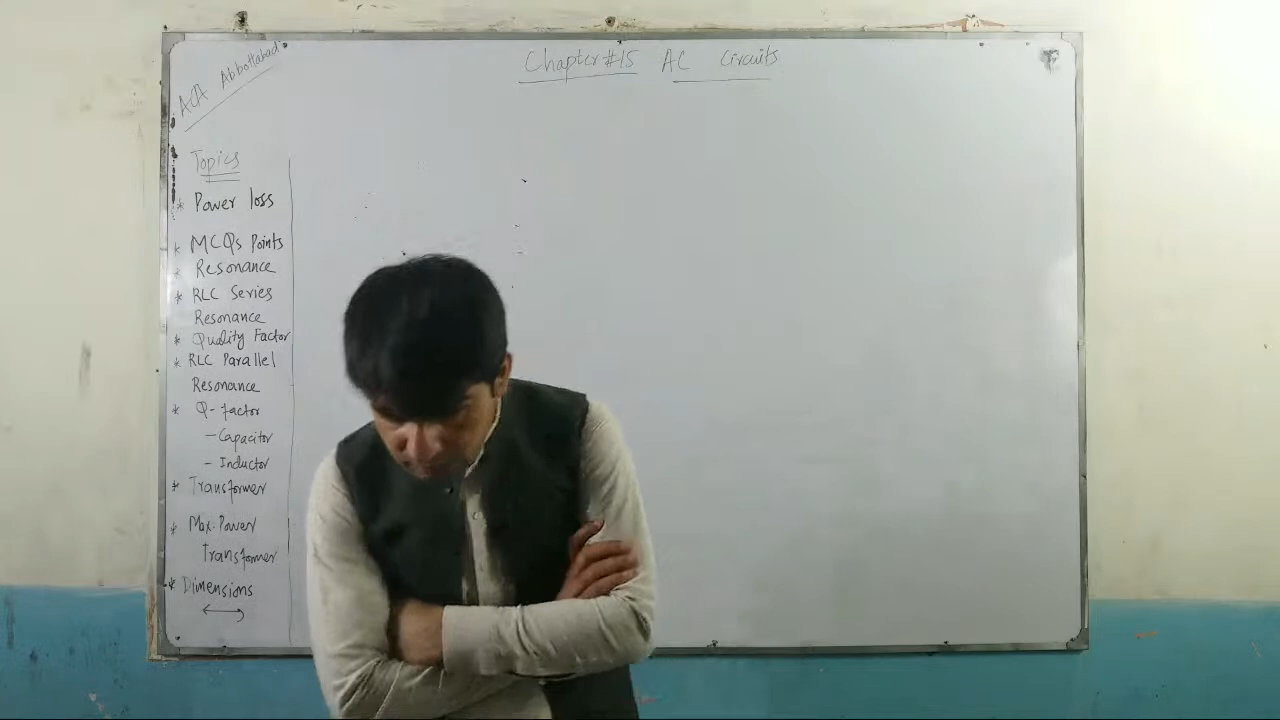 Chapter#15 AC Circuits
ACA Abbottabad
Topics
* Power loss
* MCQs Points
* Resonance
* RLC Series
Resonance
* Quality Factor
* RLC Parallel
Resonance
* Q-factor
- Capacitor
- Inductor
* Transformer
* Max. Power
Transformer
* Dimensions